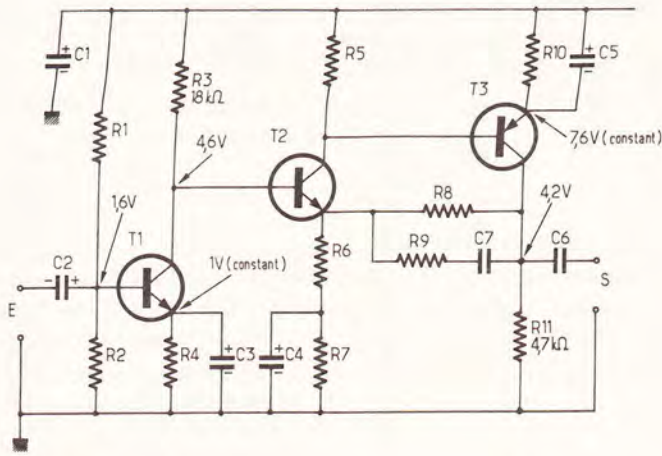 C1
R1
R3
18kΩ
R5
R10
C5
T3
T2
4,6V
7,6V (constant)
1,6V
R8
4,2V
T1
R9
C7
C6
R6
1V (constant)
C2
E
S
R2
R4
C3
C4
R7
R11
4,7kΩ